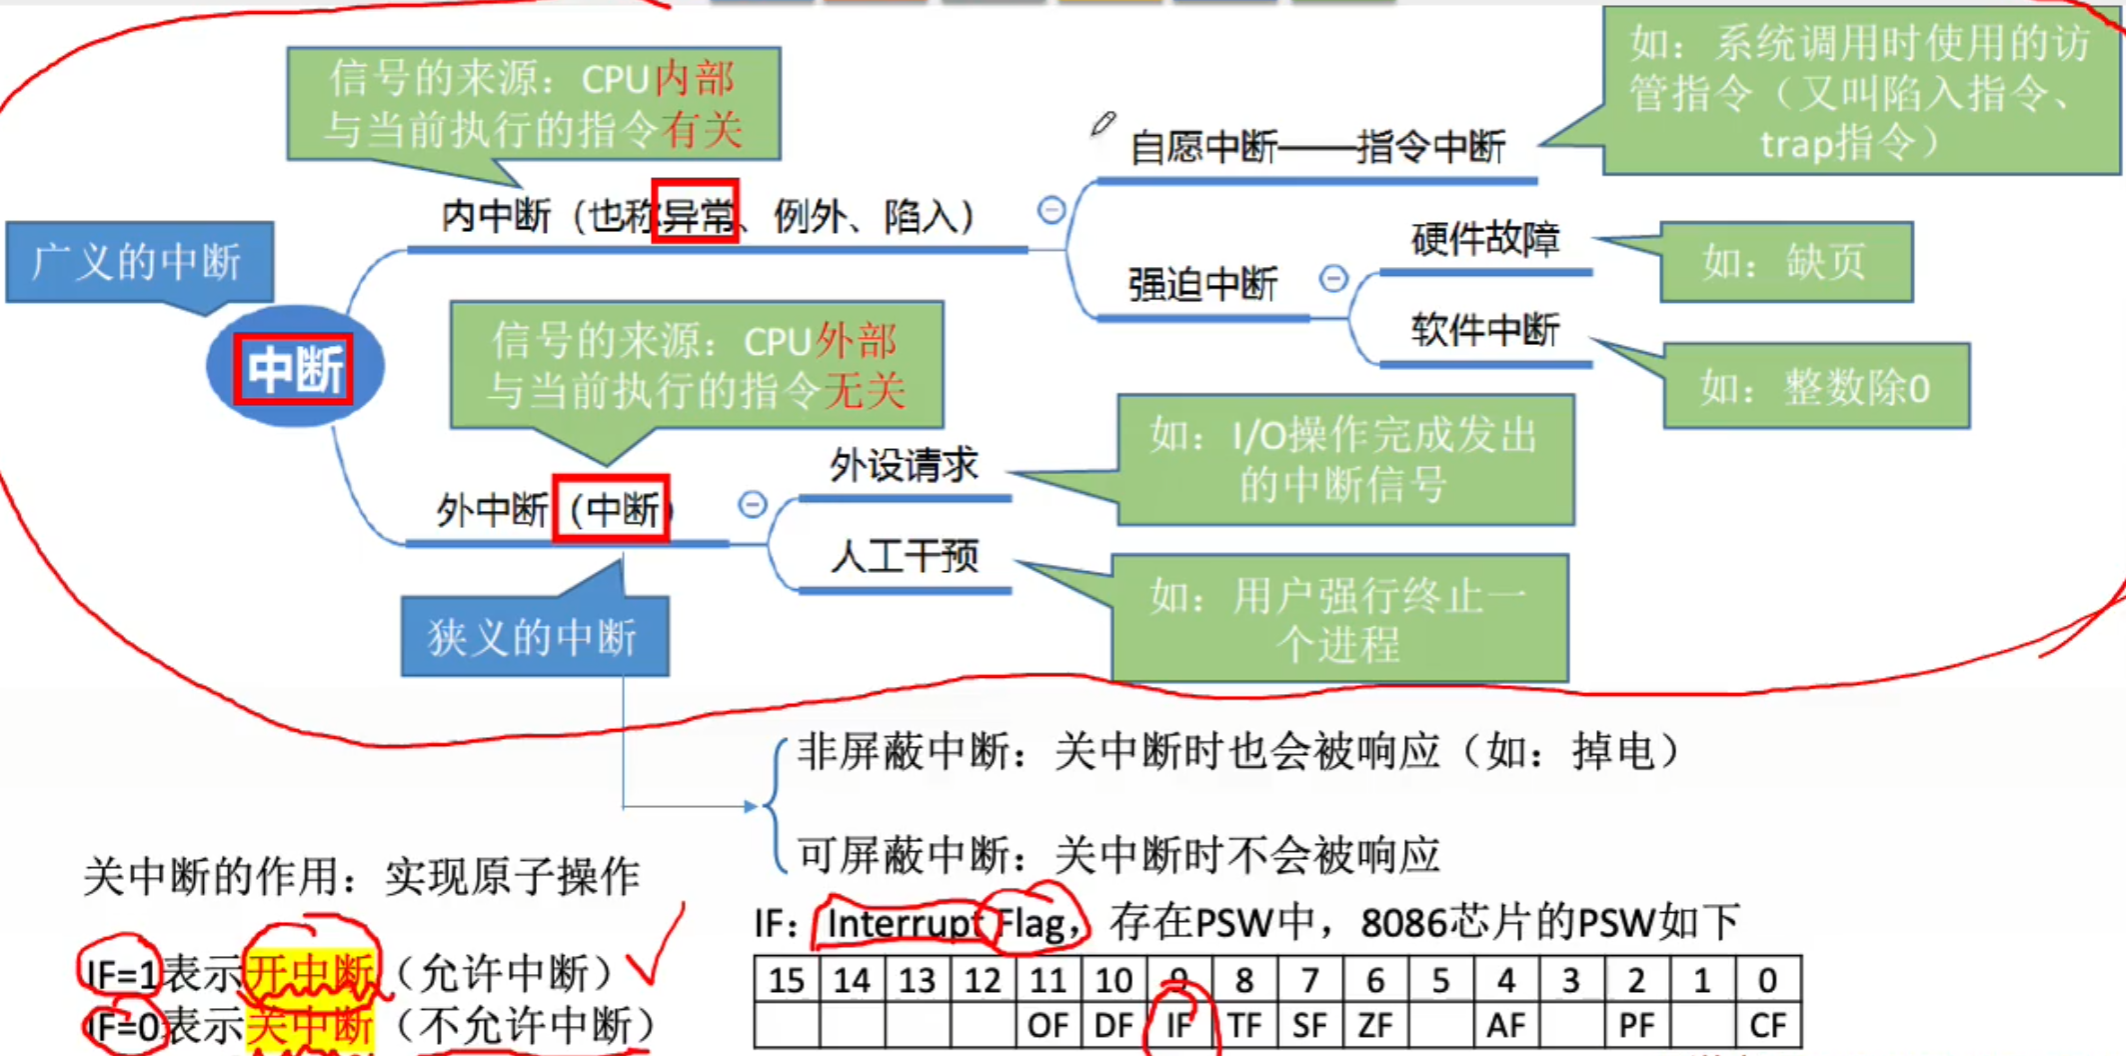 信号的来源：CPU内部
与当前执行的指令有关
如：系统调用时使用的访
管指令（又叫陷入指令、
trap指令）
自愿中断——指令中断
内中断（也称异常、例外、陷入）
广义的中断
硬件故障
如：缺页
强迫中断
软件中断
如：整数除0
中断
信号的来源：CPU外部
与当前执行的指令无关
外设请求
如：I/O操作完成发出
的中断信号
外中断（中断）
人工干预
如：用户强行终止一
个进程
狭义的中断
非屏蔽中断：关中断时也会被响应（如：掉电）
可屏蔽中断：关中断时不会被响应
关中断的作用：实现原子操作
IF=1表示开中断（允许中断）
IF=0表示关中断（不允许中断）
IF：Interrupt Flag，存在PSW中，8086芯片的PSW如下
15 14 13 12 11 10 9 8 7 6 5 4 3 2 1 0
OF DF IF TF SF ZF AF PF CF